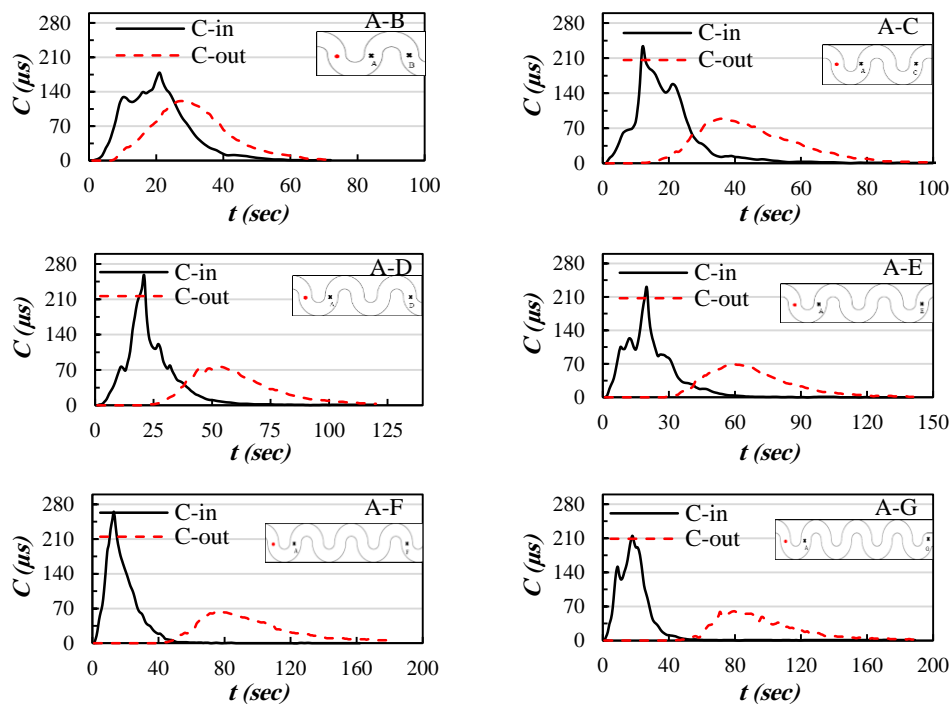 A-B
C-in
C-out
C (µs)
280
210
140
70
0
0 20 40 60 80 100
t (sec)
A
B
A-C
C-in
C-out
C (µs)
280
210
140
70
0
0 20 40 60 80 100
t (sec)
A
C
A-D
C-in
C-out
C (µs)
280
210
140
70
0
0 25 50 75 100 125
t (sec)
A
D
A-E
C-in
C-out
C (µs)
280
210
140
70
0
0 30 60 90 120 150
t (sec)
A
E
A-F
C-in
C-out
C (µs)
280
210
140
70
0
0 40 80 120 160 200
t (sec)
A
F
A-G
C-in
C-out
C (µs)
280
210
140
70
0
0 40 80 120 160 200
t (sec)
A
G